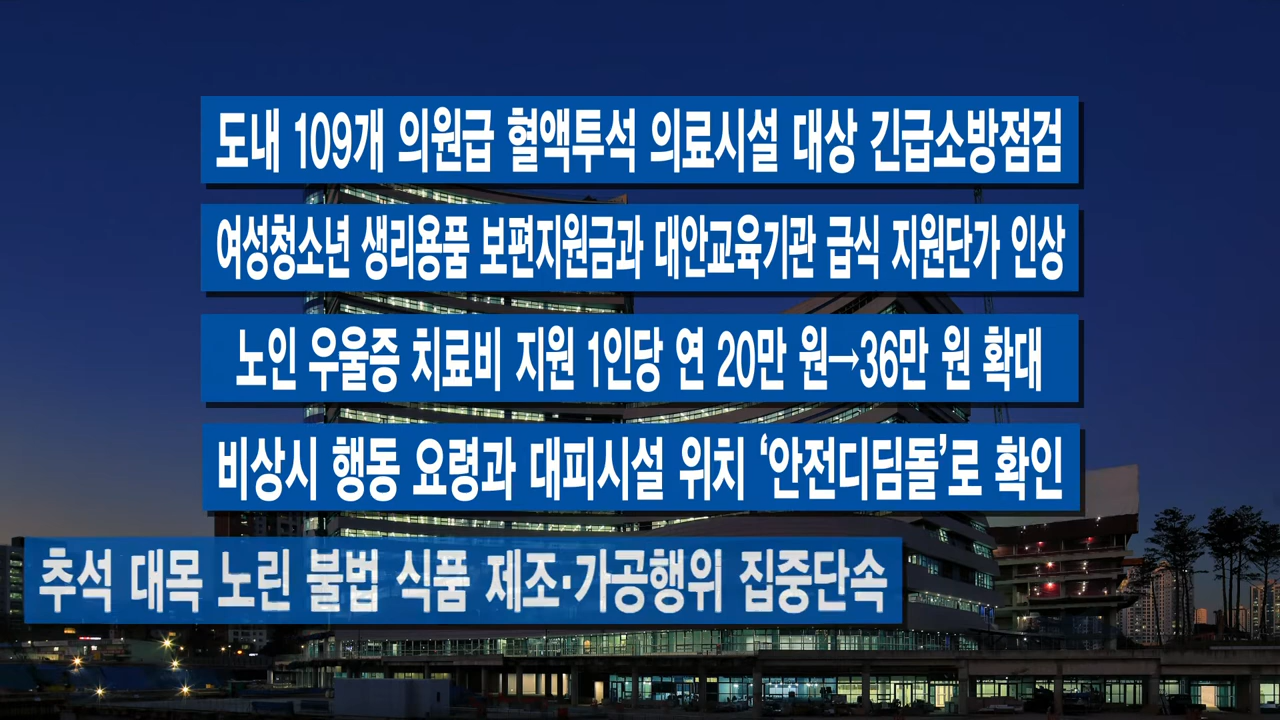 도내 109개 의원급 혈액투석 의료시설 대상 긴급소방점검
여성청소년 생리용품 보편지원금과 대안교육기관 급식 지원단가 인상
노인 우울증 치료비 지원 1인당 연 20만 원→36만 원 확대
비상시 행동 요령과 대피시설 위치 ‘안전디딤돌’로 확인
추석 대목 노린 불법 식품 제조·가공행위 집중단속